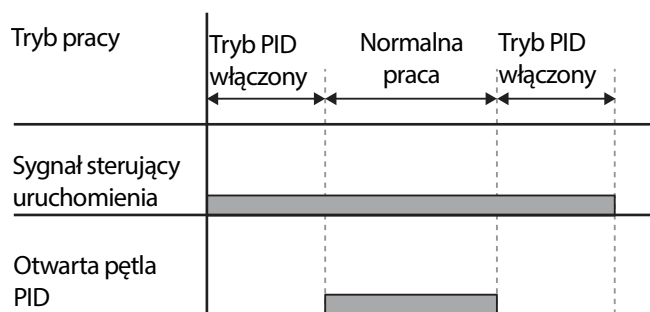 Tryb pracy
Tryb PID
włączony
Normalna
praca
Tryb PID
włączony
Sygnał sterujący
uruchomienia
Otwarta pętla
PID